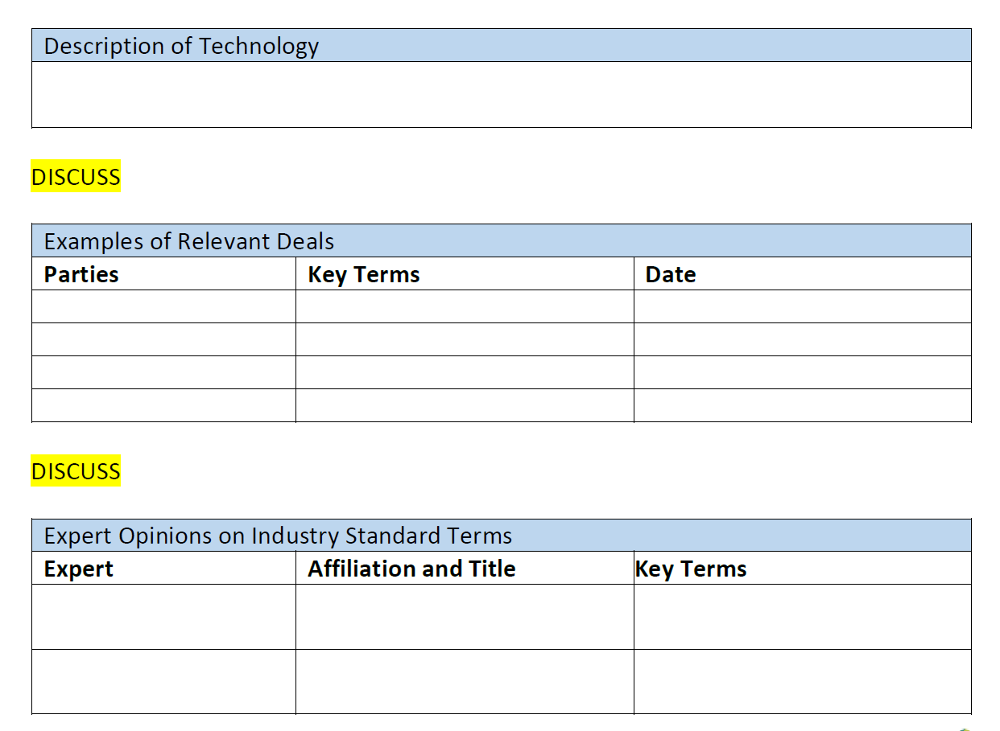 Description of Technology
DISCUSS
Examples of Relevant Deals
Parties Key Terms Date
DISCUSS
Expert Opinions on Industry Standard Terms
Expert Affiliation and Title Key Terms